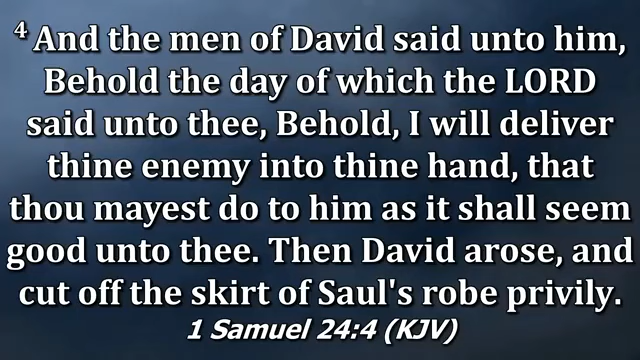 4 And the men of David said unto him,
Behold the day of which the LORD
said unto thee, Behold, I will deliver
thine enemy into thine hand, that
thou mayest do to him as it shall seem
good unto thee. Then David arose, and
cut off the skirt of Saul's robe privily.
1 Samuel 24:4 (KJV)